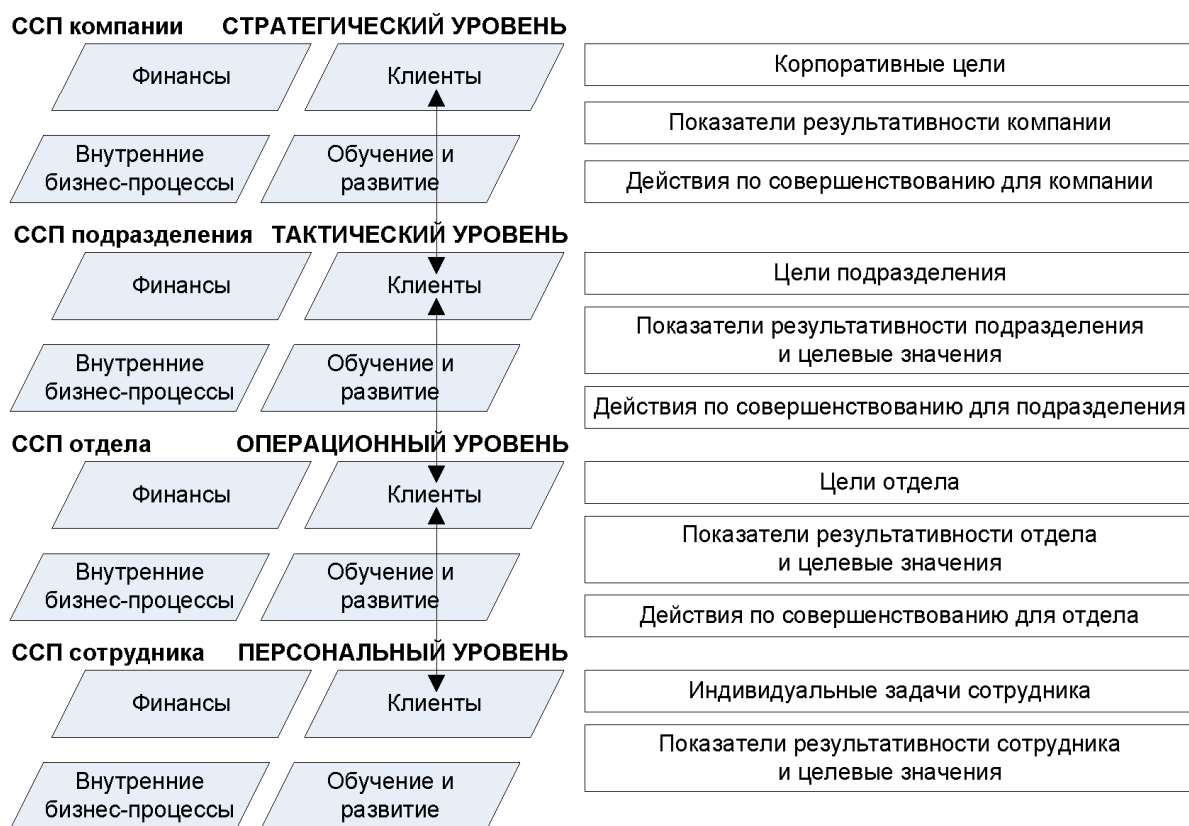 ССП компании СТРАТЕГИЧЕСКИЙ УРОВЕНЬ
Финансы
Клиенты
Внутренние
бизнес-процессы
Обучение и
развитие
Корпоративные цели
Показатели результативности компании
Действия по совершенствованию для компании
ССП подразделения ТАКТИЧЕСКИЙ УРОВЕНЬ
Финансы
Клиенты
Внутренние
бизнес-процессы
Обучение и
развитие
Цели подразделения
Показатели результативности подразделения
и целевые значения
Действия по совершенствованию для подразделения
ССП отдела ОПЕРАЦИОННЫЙ УРОВЕНЬ
Финансы
Клиенты
Внутренние
бизнес-процессы
Обучение и
развитие
Цели отдела
Показатели результативности отдела
и целевые значения
Действия по совершенствованию для отдела
ССП сотрудника ПЕРСОНАЛЬНЫЙ УРОВЕНЬ
Финансы
Клиенты
Внутренние
бизнес-процессы
Обучение и
развитие
Индивидуальные задачи сотрудника
Показатели результативности сотрудника
и целевые значения